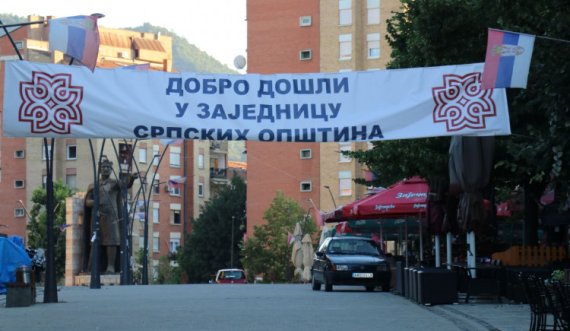 ДОБРО ДОШЛИ
У ЗАЈЕДНИЦУ
СРПСКИХ ОПШТИНА